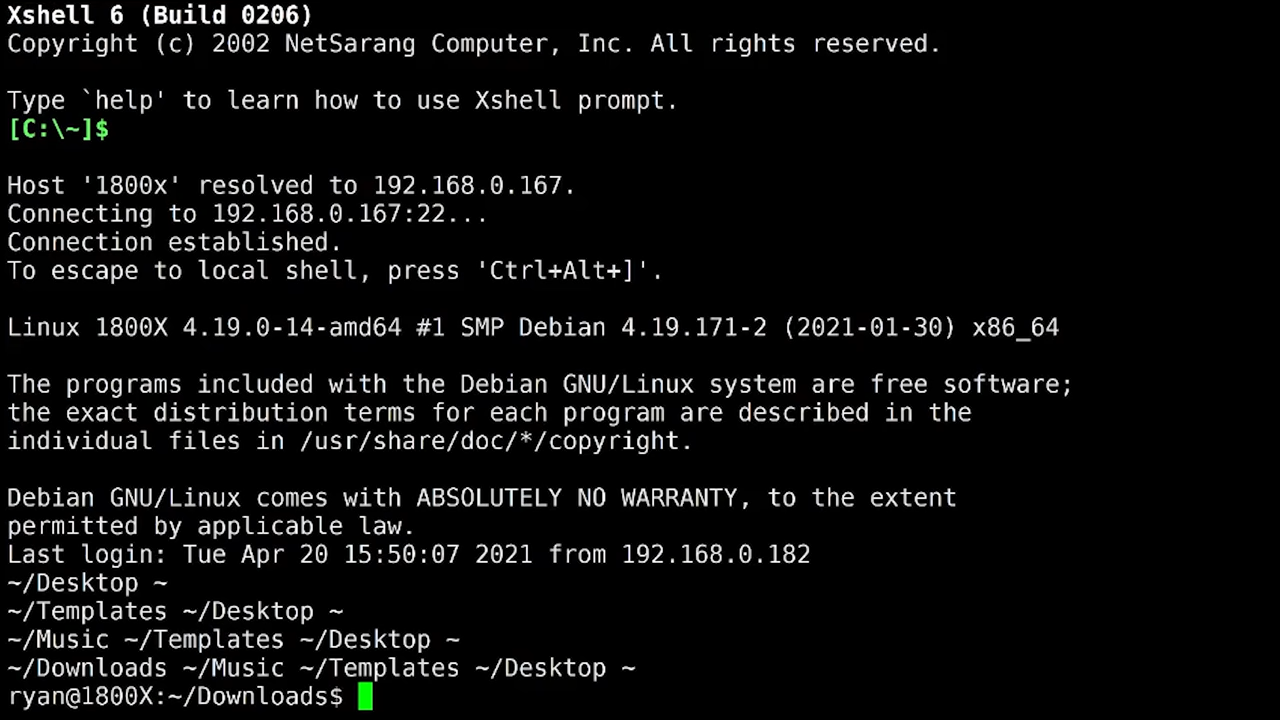 Xshell 6 (Build 0206)
Copyright (c) 2002 NetSarang Computer, Inc. All rights reserved.
Type `help' to learn how to use Xshell prompt.
[C:\~]$
Host '1800x' resolved to 192.168.0.167.
Connecting to 192.168.0.167:22...
Connection established.
To escape to local shell, press 'Ctrl+Alt+]'.
Linux 1800X 4.19.0-14-amd64 #1 SMP Debian 4.19.171-2 (2021-01-30) x86_64
The programs included with the Debian GNU/Linux system are free software;
the exact distribution terms for each program are described in the
individual files in /usr/share/doc/*/copyright.
Debian GNU/Linux comes with ABSOLUTELY NO WARRANTY, to the extent
permitted by applicable law.
Last login: Tue Apr 20 15:50:07 2021 from 192.168.0.182
~/Desktop ~
~/Templates ~/Desktop ~
~/Music ~/Templates ~/Desktop ~
~/Downloads ~/Music ~/Templates ~/Desktop ~
ryan@1800X:~/Downloads$